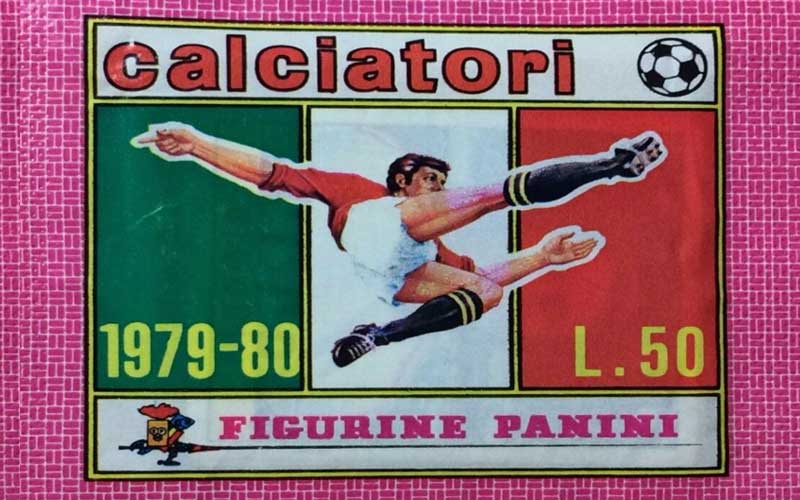 calciatori
1979-80
L.50
FIGURINE PANINI